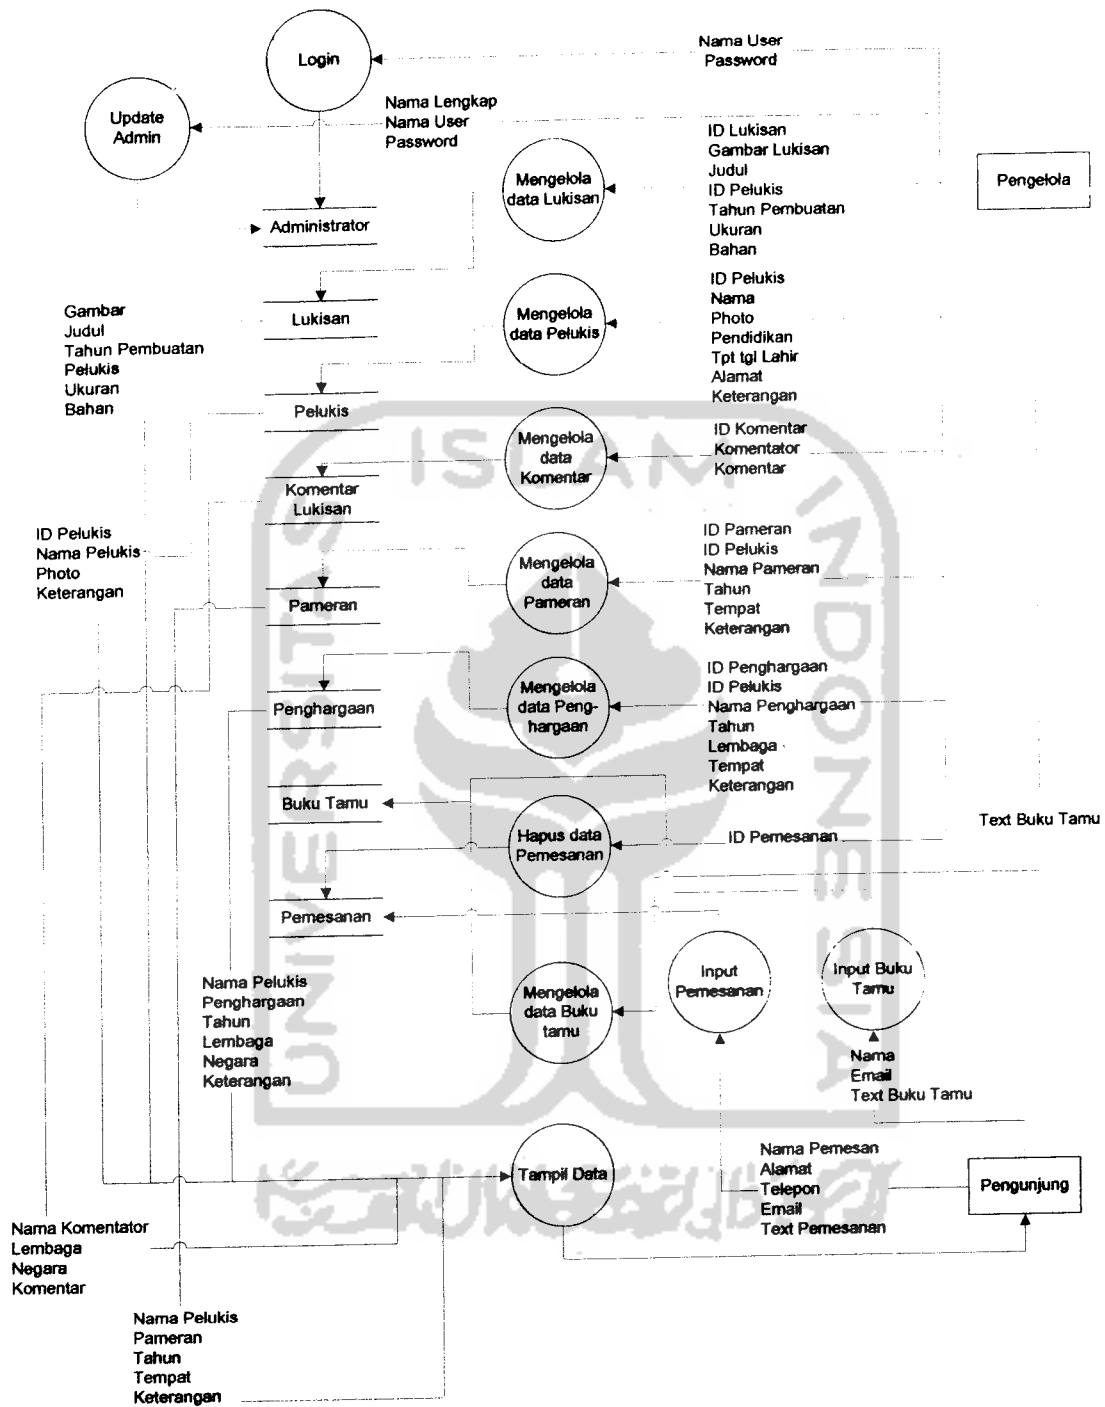 Nama User
Password
Login
Update
Admin
Nama Lengkap
Nama User
Password
ID Lukisan
Gambar Lukisan
Judul
ID Pelukis
Tahun Pembuatan
Ukuran
Bahan
Mengelola
data Lukisan
Pengelola
Administrator
Gambar
Judul
Tahun Pembuatan
Pelukis
Ukuran
Bahan
Lukisan
Mengelola
data Pelukis
ID Pelukis
Nama
Photo
Pendidikan
Tpt tgl Lahir
Alamat
Keterangan
Pelukis
Mengelola
data
Komentar
ID Komentar
Komentator
Komentar
Komentar
Lukisan
ID Pelukis
Nama Pelukis
Photo
Keterangan
Mengelola
data
Pameran
ID Pameran
ID Pelukis
Nama Pameran
Tahun
Tempat
Keterangan
Pameran
Mengelola
data Peng-
hargaan
ID Penghargaan
ID Pelukis
Nama Penghargaan
Tahun
Lembaga
Tempat
Keterangan
Penghargaan
Buku Tamu
Hapus data
Pemesanan
ID Pemesanan
Text Buku Tamu
Pemesanan
Nama Pelukis
Penghargaan
Tahun
Lembaga
Negara
Keterangan
Mengelola
data Buku
tamu
Input
Pemesanan
Input Buku
Tamu
Nama
Email
Text Buku Tamu
Tampil Data
Nama Pemesan
Alamat
Telepon
Email
Text Pemesanan
Pengunjung
Nama Komentator
Lembaga
Negara
Komentar
Nama Pelukis
Pameran
Tahun
Tempat
Keterangan
UNIVERSITAS
ISLAM
INDONESIA